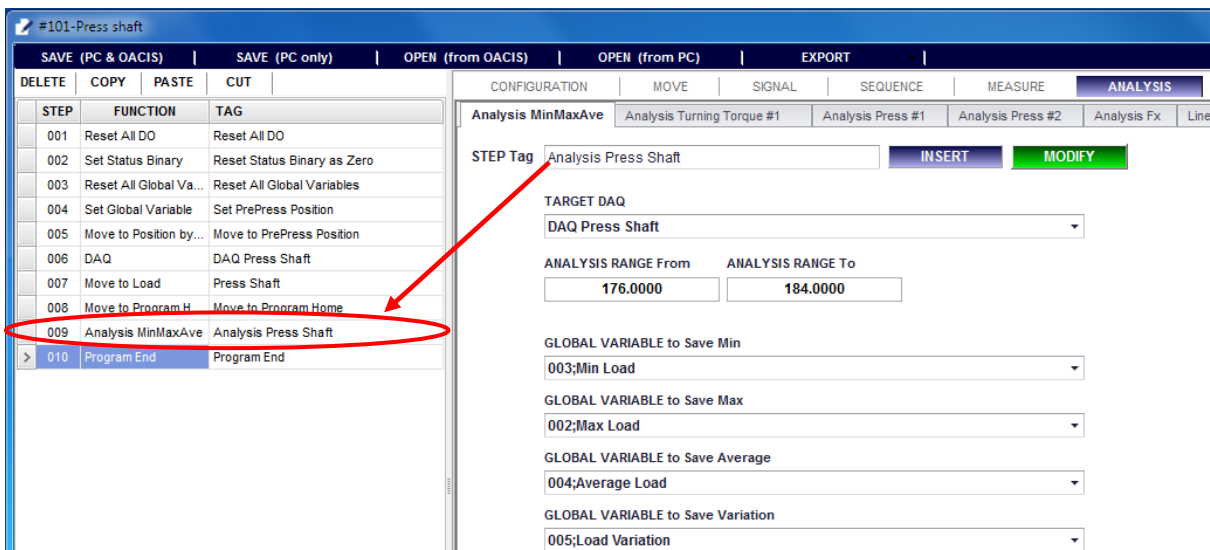 #101-Press shaft
SAVE (PC & OACIS) | SAVE (PC only) | OPEN (from OACIS) | OPEN (from PC) | EXPORT |
DELETE COPY PASTE CUT
STEP FUNCTION TAG
001 Reset All DO Reset All DO
002 Set Status Binary Reset Status Binary as Zero
003 Reset All Global Va... Reset All Global Variables
004 Set Global Variable Set PrePress Position
005 Move to Position by... Move to PrePress Position
006 DAQ DAQ Press Shaft
007 Move to Load Press Shaft
008 Move to Program H... Move to Program Home
009 Analysis MinMaxAve Analysis Press Shaft
> 010 Program End Program End
CONFIGURATION MOVE SIGNAL SEQUENCE MEASURE ANALYSIS
Analysis MinMaxAve Analysis Turning Torque #1 Analysis Press #1 Analysis Press #2 Analysis Fx Line
STEP Tag Analysis Press Shaft INSERT MODIFY
TARGET DAQ
DAQ Press Shaft
ANALYSIS RANGE From ANALYSIS RANGE To
176.0000 184.0000
GLOBAL VARIABLE to Save Min
003;Min Load
GLOBAL VARIABLE to Save Max
002;Max Load
GLOBAL VARIABLE to Save Average
004;Average Load
GLOBAL VARIABLE to Save Variation
005;Load Variation